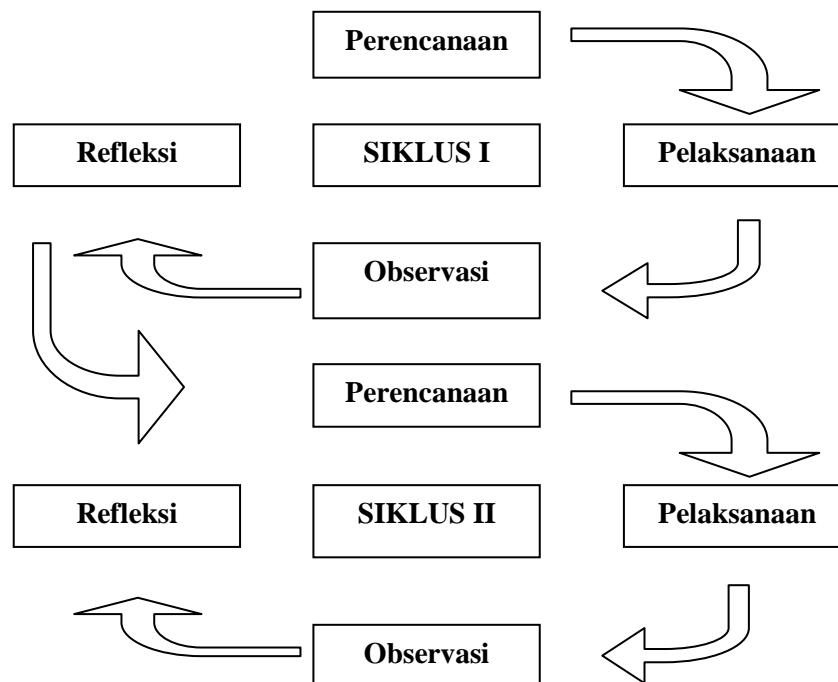 Perencanaan
Refleksi SIKLUS I Pelaksanaan
Observasi
Perencanaan
Refleksi SIKLUS II Pelaksanaan
Observasi